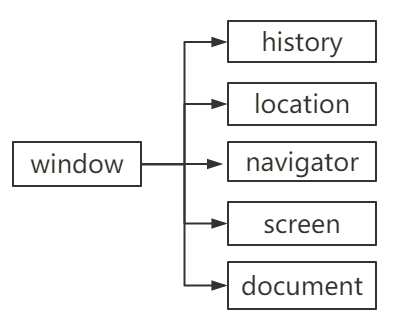 history
location
window
navigator
screen
document